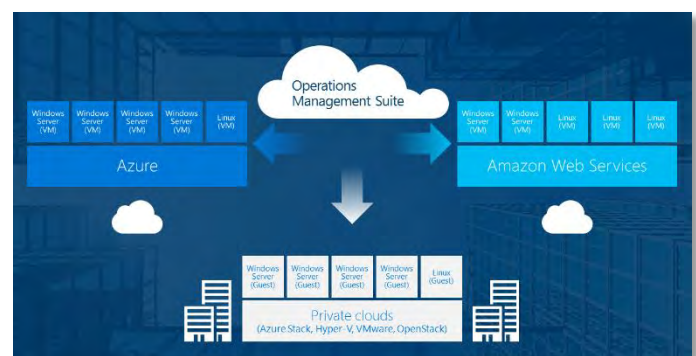 Operations
Management Suite
Windows
Server
(VM)
Windows
Server
(VM)
Windows
Server
(VM)
Windows
Server
(VM)
Linux
(VM)
Azure
Windows
Server
(VM)
Windows
Server
(VM)
Linux
(VM)
Linux
(VM)
Linux
(VM)
Amazon Web Services
Windows
Server
(Guest)
Windows
Server
(Guest)
Windows
Server
(Guest)
Windows
Server
(Guest)
Linux
(Guest)
Private clouds
(Azure Stack, Hyper-V, VMware, OpenStack)